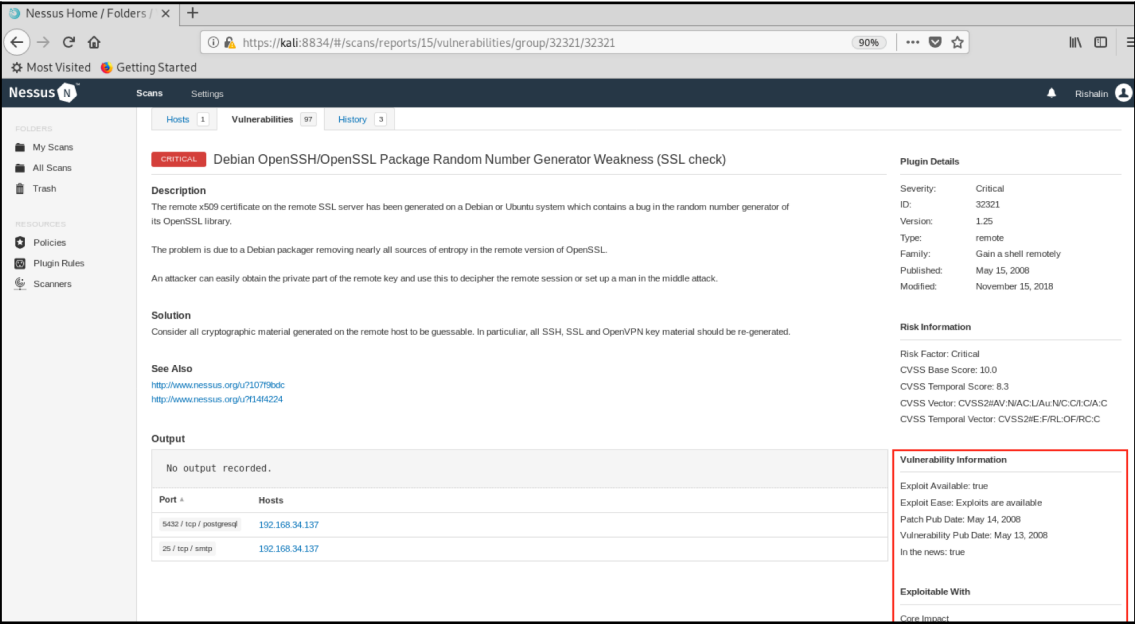 Nessus Home / Folders /
https://kali:8834/#/scans/reports/15/vulnerabilities/group/32321/32321
90%
Most Visited
Getting Started
Nessus N
Scans
Settings
Rishalin
FOLDERS
My Scans
All Scans
Trash
RESOURCES
Policies
Plugin Rules
Scanners
Hosts 1
Vulnerabilities 97
History 3
CRITICAL
Debian OpenSSH/OpenSSL Package Random Number Generator Weakness (SSL check)
Description
The remote x509 certificate on the remote SSL server has been generated on a Debian or Ubuntu system which contains a bug in the random number generator of
its OpenSSL library.
The problem is due to a Debian packager removing nearly all sources of entropy in the remote version of OpenSSL.
An attacker can easily obtain the private part of the remote key and use this to decipher the remote session or set up a man in the middle attack.
Solution
Consider all cryptographic material generated on the remote host to be guessable. In particuliar, all SSH, SSL and OpenVPN key material should be re-generated.
See Also
http://www.nessus.org/u?107f9bdc
http://www.nessus.org/u?f14f4224
Output
No output recorded.
Port
Hosts
5432 / tcp / postgresql
192.168.34.137
25 / tcp / smtp
192.168.34.137
Plugin Details
Severity: Critical
ID: 32321
Version: 1.25
Type: remote
Family: Gain a shell remotely
Published: May 15, 2008
Modified: November 15, 2018
Risk Information
Risk Factor: Critical
CVSS Base Score: 10.0
CVSS Temporal Score: 8.3
CVSS Vector: CVSS2#AV:N/AC:L/Au:N/C:C/I:C/A:C
CVSS Temporal Vector: CVSS2#E:F/RL:OF/RC:C
Vulnerability Information
Exploit Available: true
Exploit Ease: Exploits are available
Patch Pub Date: May 14, 2008
Vulnerability Pub Date: May 13, 2008
In the news: true
Exploitable With
Core Impact